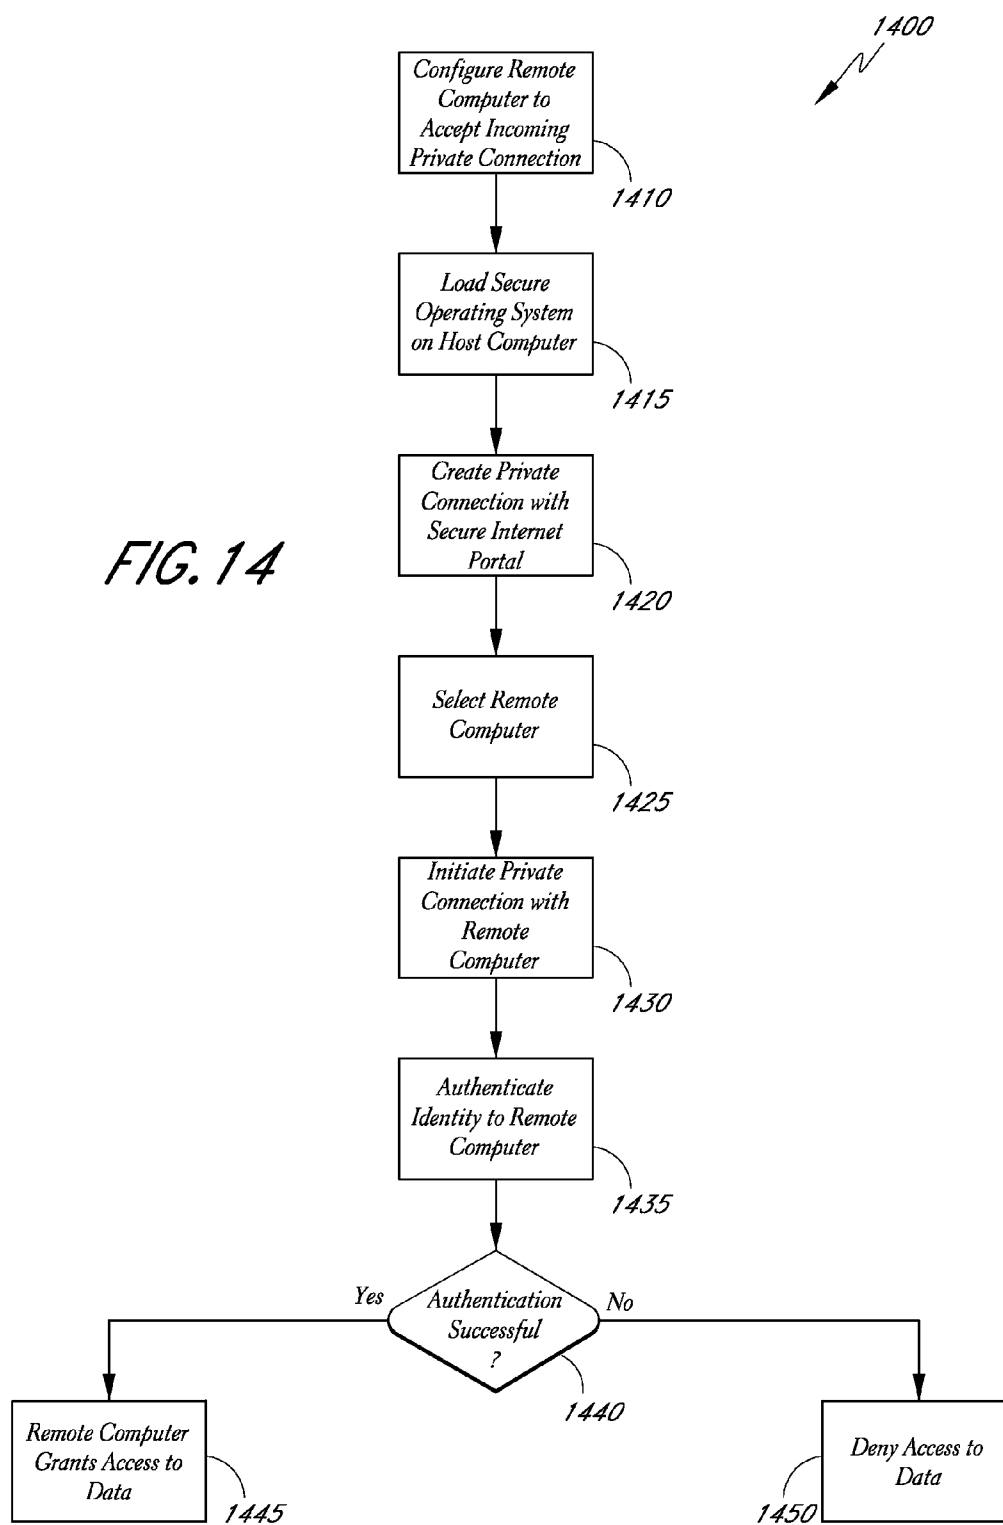 1400
Configure Remote
Computer to
Accept Incoming
Private Connection
1410
Load Secure
Operating System
on Host Computer
1415
Create Private
Connection with
Secure Internet
Portal
1420
FIG. 14
Select Remote
Computer
1425
Initiate Private
Connection with
Remote
Computer
1430
Authenticate
Identity to Remote
Computer
1435
Yes
Authentication
Successful
?
No
1440
Remote Computer
Grants Access to
Data
1445
Deny Access to
Data
1450